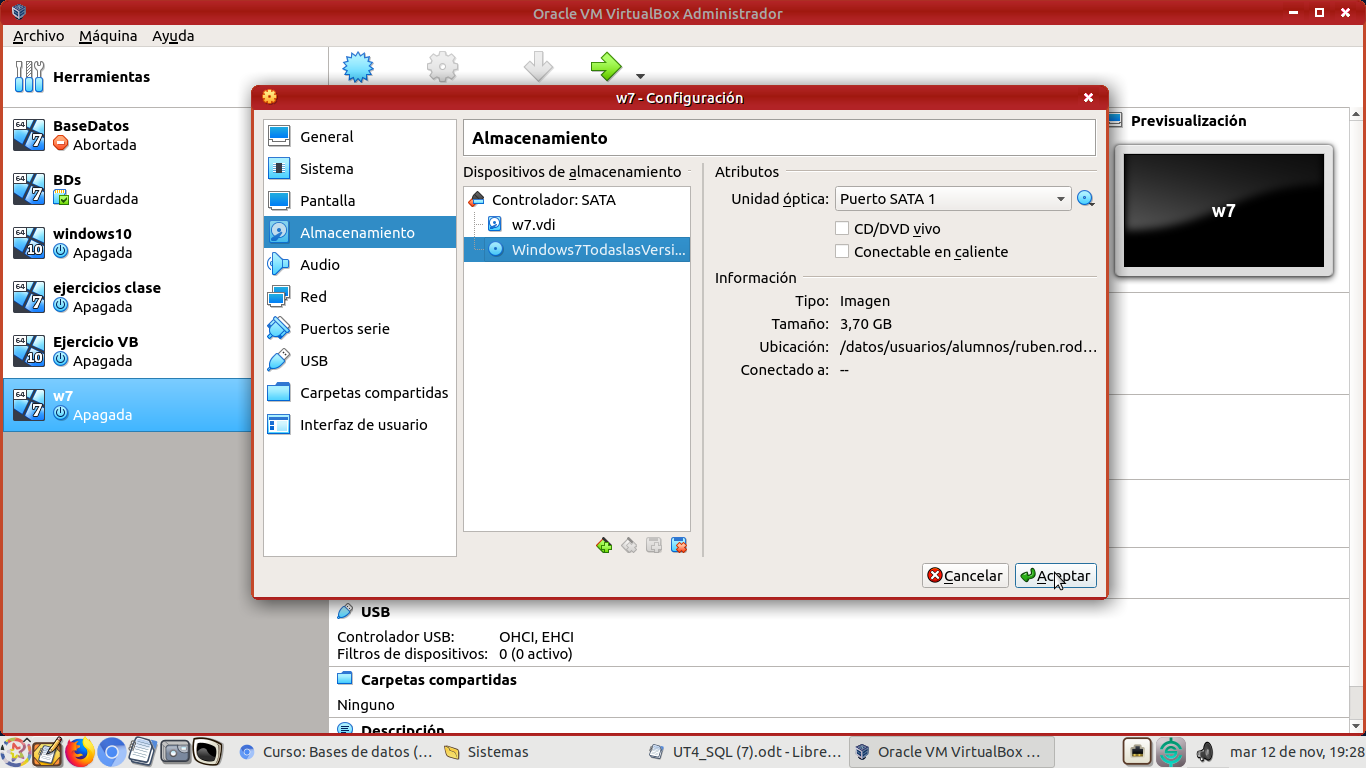 Oracle VM VirtualBox Administrador
Archivo Máquina Ayuda
Herramientas
BaseDatos
Abortada
BDs
Guardada
windows10
Apagada
ejercicios clase
Apagada
Ejercicio VB
Apagada
w7
Apagada
w7 - Configuración
General
Sistema
Pantalla
Almacenamiento
Audio
Red
Puertos serie
USB
Carpetas compartidas
Interfaz de usuario
Almacenamiento
Dispositivos de almacenamiento
Controlador: SATA
w7.vdi
Windows7TodaslasVersi...
Atributos
Unidad óptica: Puerto SATA 1
CD/DVD vivo
Conectable en caliente
Información
Tipo: Imagen
Tamaño: 3,70 GB
Ubicación: /datos/usuarios/alumnos/ruben.rod...
Conectado a: --
Cancelar Aceptar
Previsualización
w7
USB
Controlador USB: OHCI, EHCI
Filtros de dispositivos: 0 (0 activo)
Carpetas compartidas
Ninguno
Descripción
Curso: Bases de datos (... Sistemas UT4_SQL (7).odt - Libre... Oracle VM VirtualBox ... mar 12 de nov, 19:28